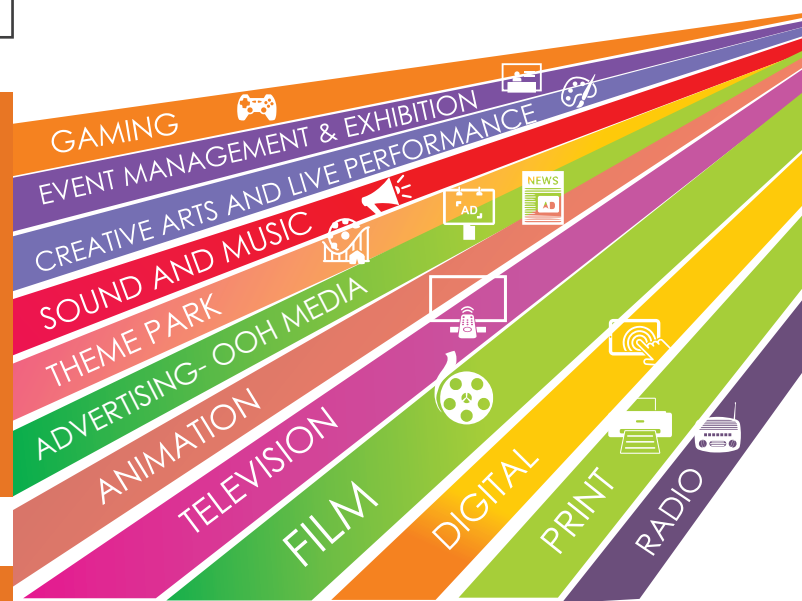 GAMING
EVENT MANAGEMENT & EXHIBITION
CREATIVE ARTS AND LIVE PERFORMANCE
SOUND AND MUSIC
THEME PARK
AD
NEWS
AD
ADVERTISING- OOH MEDIA
ANIMATION
TELEVISION
FILM
DIGITAL
PRINT
RADIO